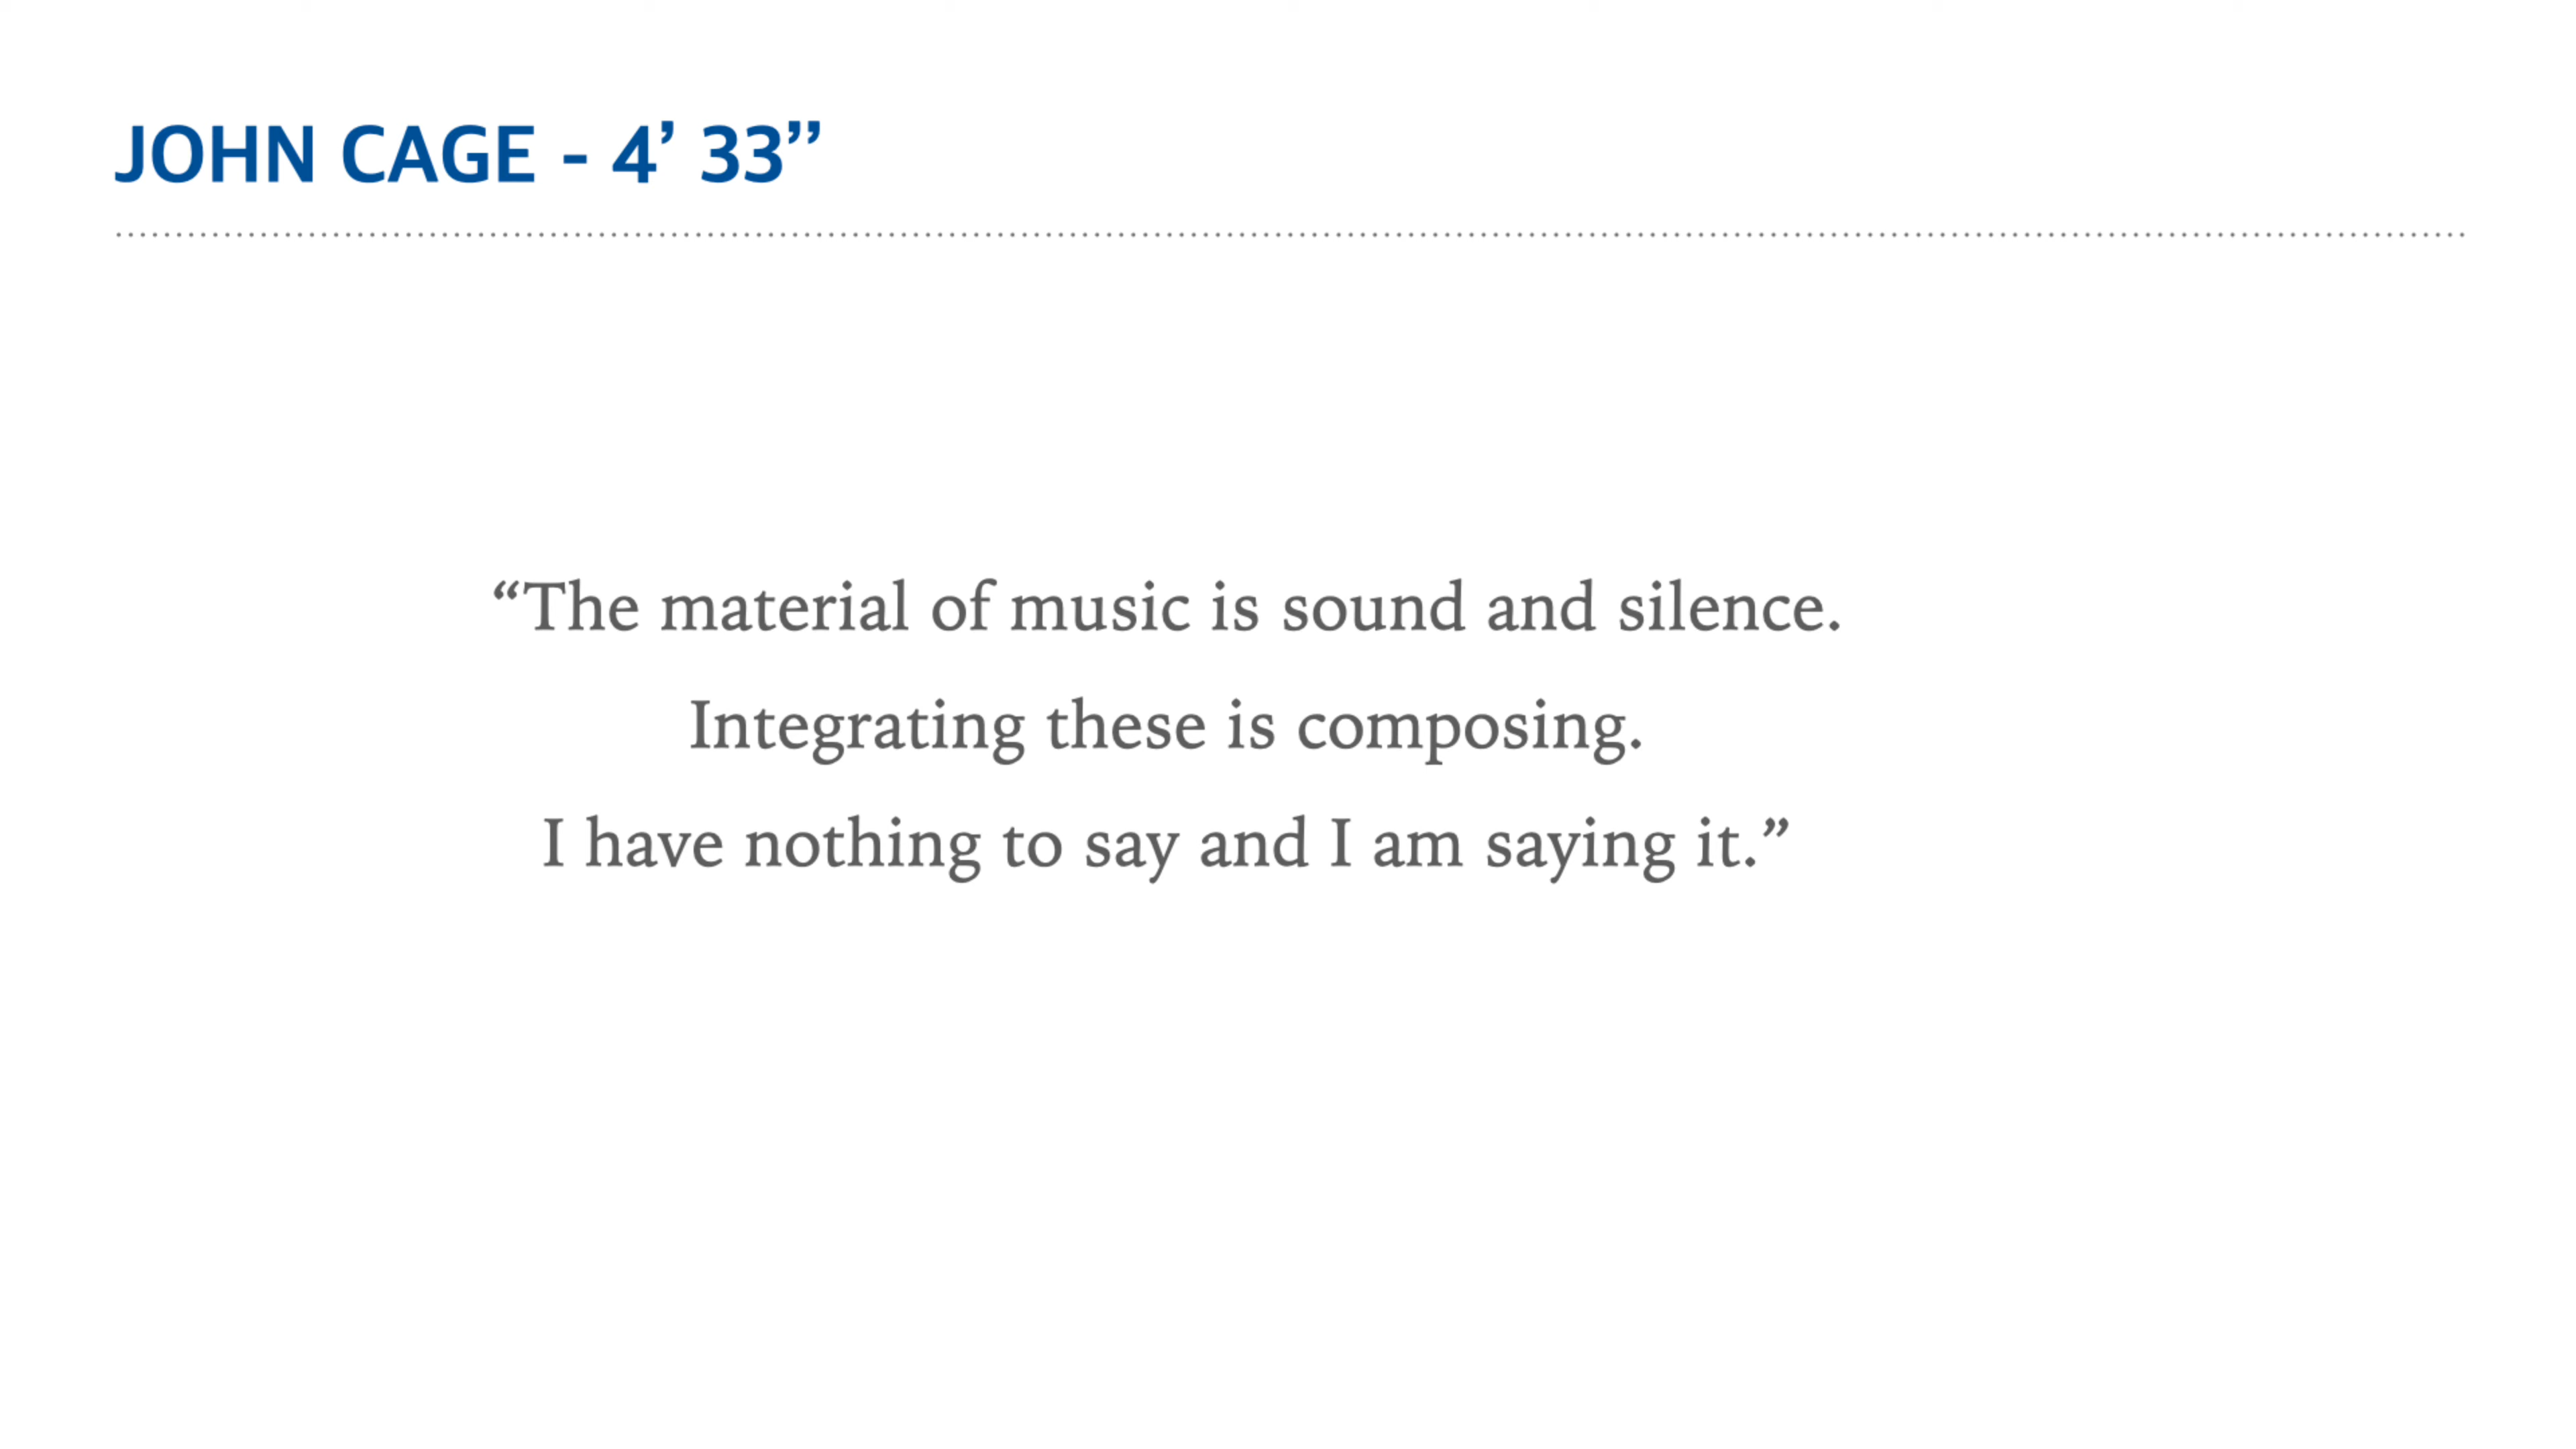 JOHN CAGE - 4’ 33’’
“The material of music is sound and silence.
Integrating these is composing.
I have nothing to say and I am saying it.”